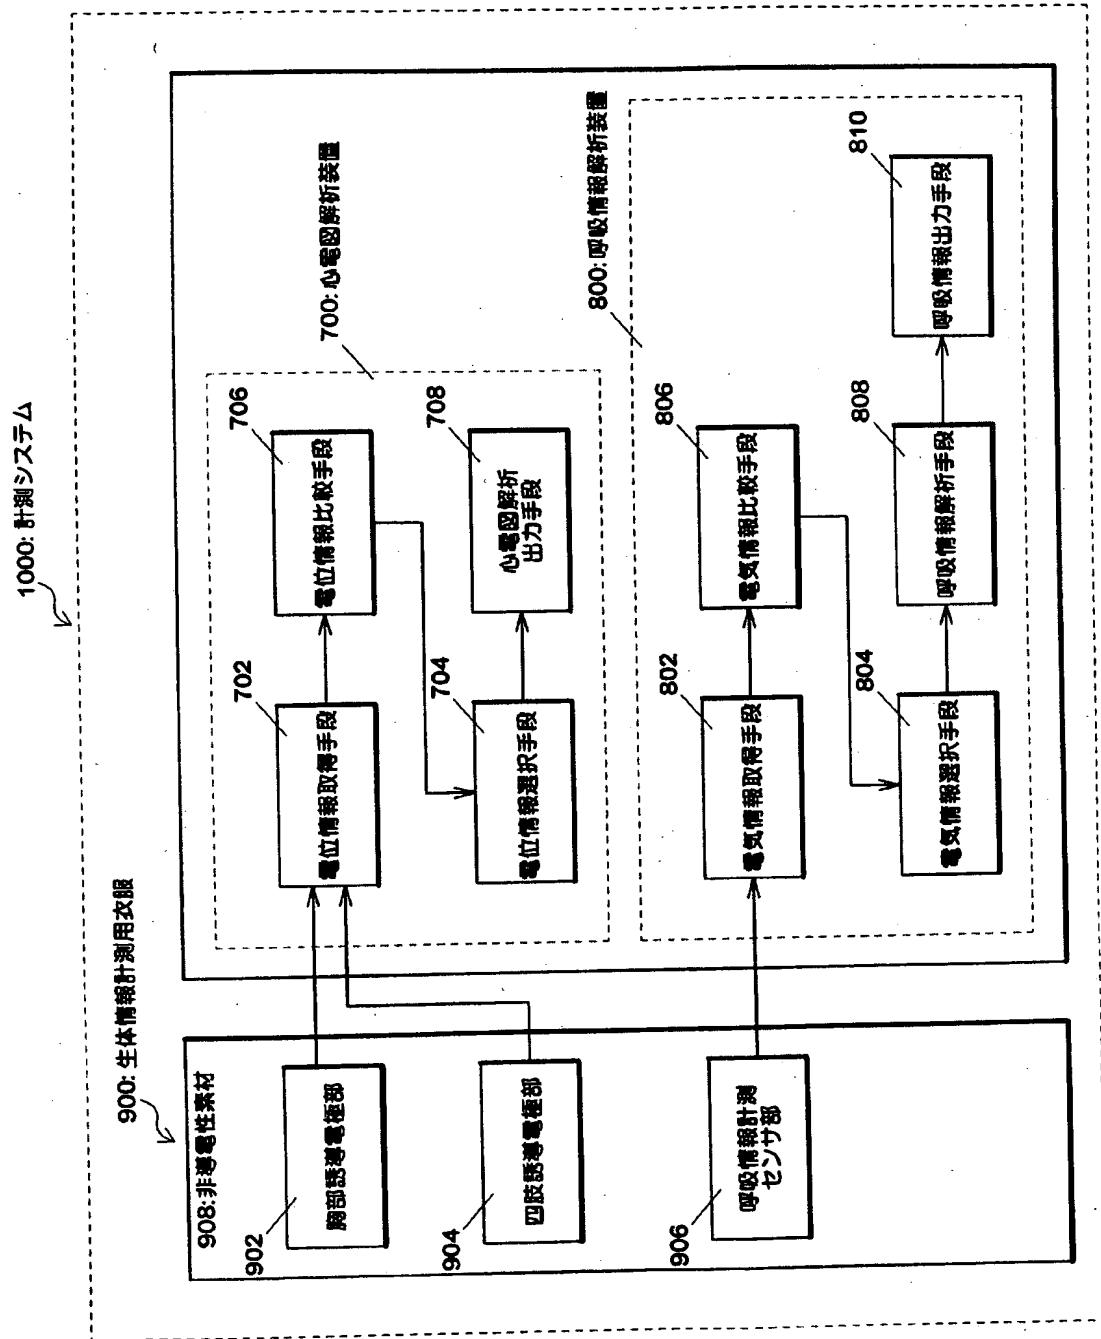 1000: 計測システム
900: 生体情報計測用衣服
908: 非導電性素材
902
胸部誘導電極部
904
四肢誘導電極部
906
呼吸情報計測
センサ部
700: 心電図解析装置
702
電位情報取得手段
706
電位情報比較手段
704
電位情報選択手段
708
心電図解析
出力手段
800: 呼吸情報解析装置
802
電気情報取得手段
806
電気情報比較手段
804
電気情報選択手段
808
呼吸情報解析手段
810
呼吸情報出力手段